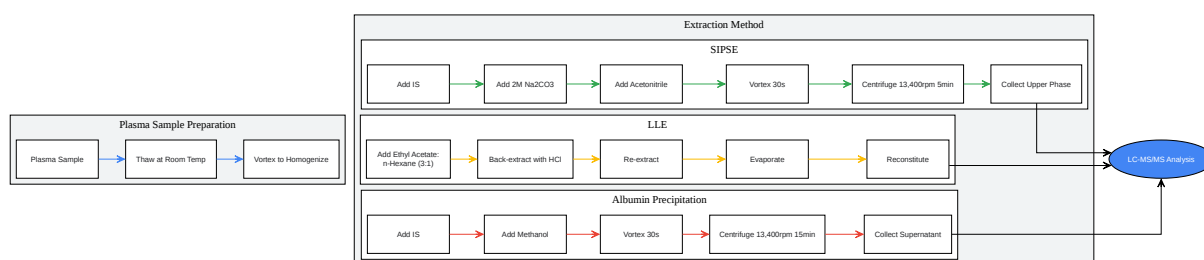 Extraction Method
SIPSE
Add IS
Add 2M Na2CO3
Add Acetonitrile
Vortex 30s
Centrifuge 13,400rpm 5min
Collect Upper Phase
Plasma Sample Preparation
Plasma Sample
Thaw at Room Temp
Vortex to Homogenize
LLE
Add Ethyl Acetate:
n-Hexane (3:1)
Back-extract with HCl
Re-extract
Evaporate
Reconstitute
LC-MS/MS Analysis
Albumin Precipitation
Add IS
Add Methanol
Vortex 30s
Centrifuge 13,400rpm 15min
Collect Supernatant